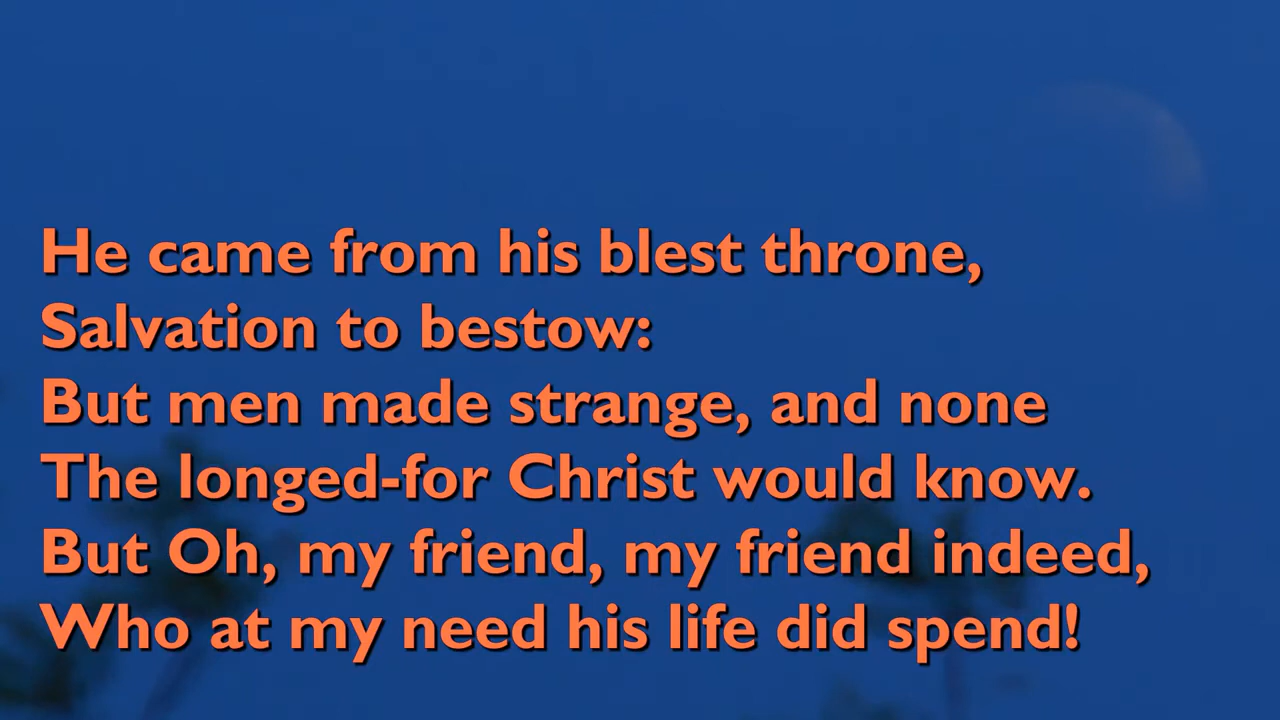 He came from his blest throne,
Salvation to bestow:
But men made strange, and none
The longed-for Christ would know.
But Oh, my friend, my friend indeed,
Who at my need his life did spend!